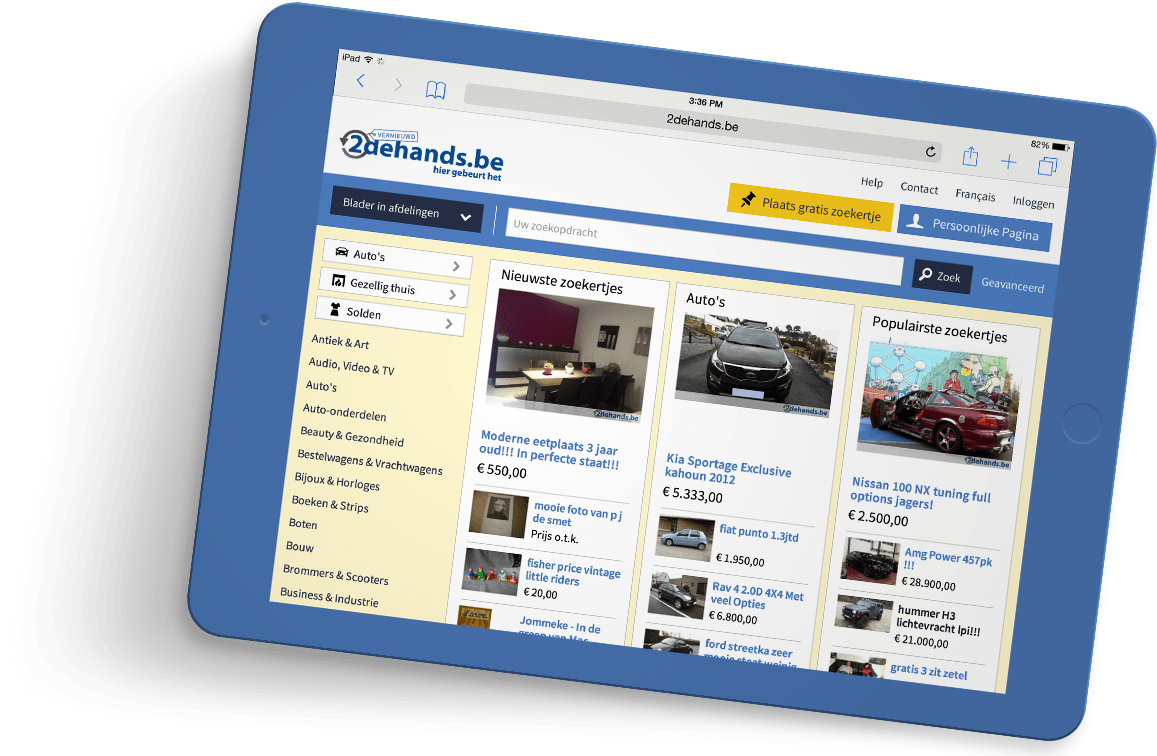 iPad
3:36 PM
82%
2dehands.be
VERNIEUWD
2dehands.be
hier gebeurt het
Help
Contact
Français
Inloggen
Plaats gratis zoekertje
Persoonlijke Pagina
Blader in afdelingen
Uw zoekopdracht
Zoek
Geavanceerd
Auto's
Gezellig thuis
Solden
Antiek & Art
Audio, Video & TV
Auto's
Auto-onderdelen
Beauty & Gezondheid
Bestelwagens & Vrachtwagens
Bijoux & Horloges
Boeken & Strips
Boten
Bouw
Brommers & Scooters
Business & Industrie
Nieuwste zoekertjes
2dehands.be
Moderne eetplaats 3 jaar
oud!!! In perfecte staat!!!
€ 550,00
mooie foto van p j
de smet
Prijs o.t.k.
fisher price vintage
little riders
€ 20,00
Jommeke - In de
Auto's
2dehands.be
Kia Sportage Exclusive
kahoun 2012
€ 5.333,00
fiat punto 1.3jtd
€ 1.950,00
Rav 4 2.0D 4X4 Met
veel Opties
€ 6.800,00
ford streetka zeer
mooie staat weinig
Populairste zoekertjes
2dehands.be
Nissan 100 NX tuning full
options jagers!
€ 2.500,00
Amg Power 457pk
!!!
€ 28.900,00
hummer H3
lichtevracht lpi!!!
€ 21.000,00
gratis 3 zit zetel